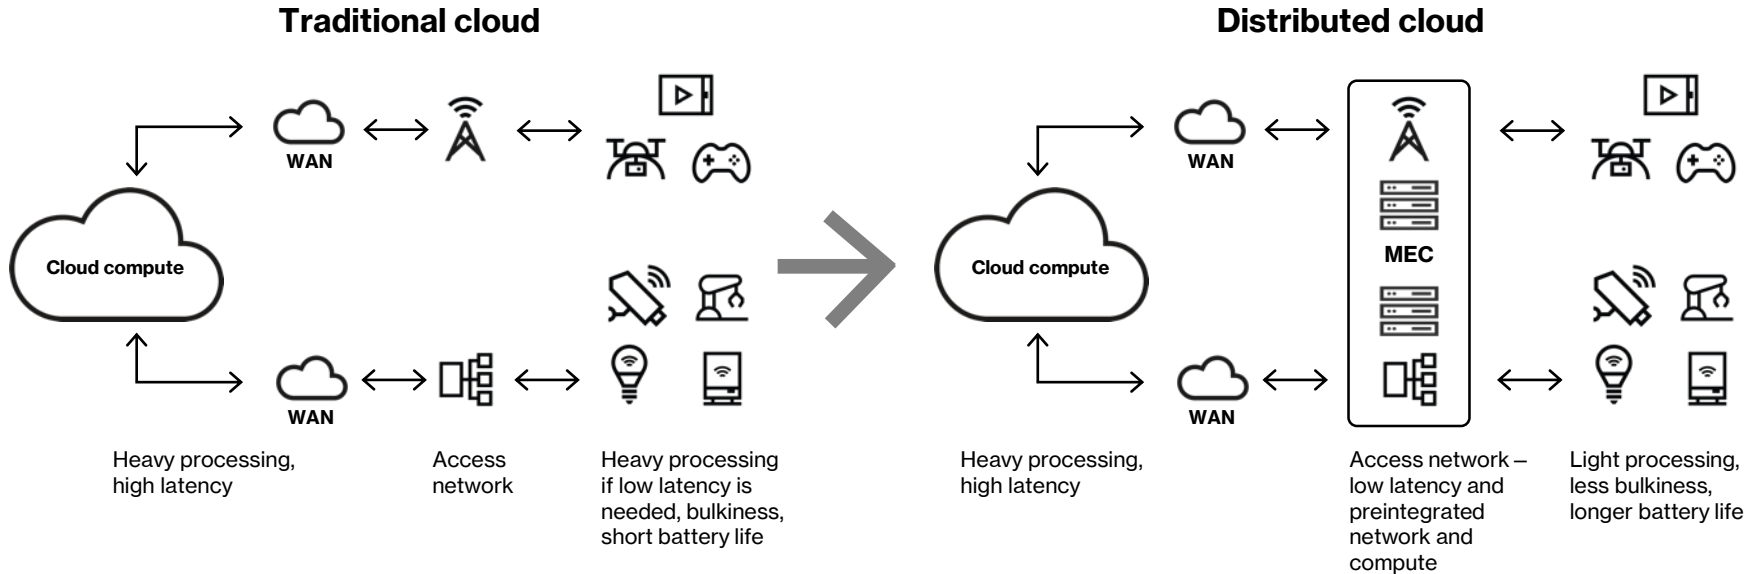 Traditional cloud
WAN
Cloud compute
WAN
Heavy processing,
high latency
Access
network
Heavy processing
if low latency is
needed, bulkiness,
short battery life
Distributed cloud
WAN
MEC
Cloud compute
WAN
Heavy processing,
high latency
Access network –
low latency and
preintegrated
network and
compute
Light processing,
less bulkiness,
longer battery life